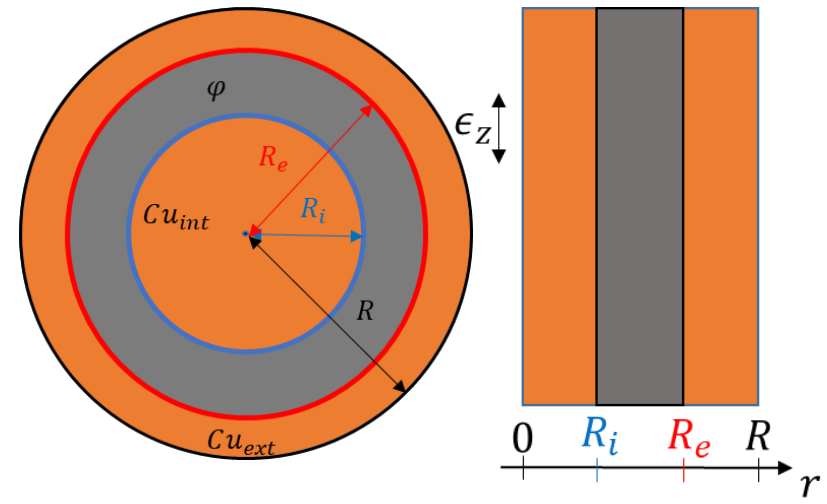 φ
R_e
R_i
Cu_int
R
Cu_ext
ϵ_z
0 R_i R_e R
r